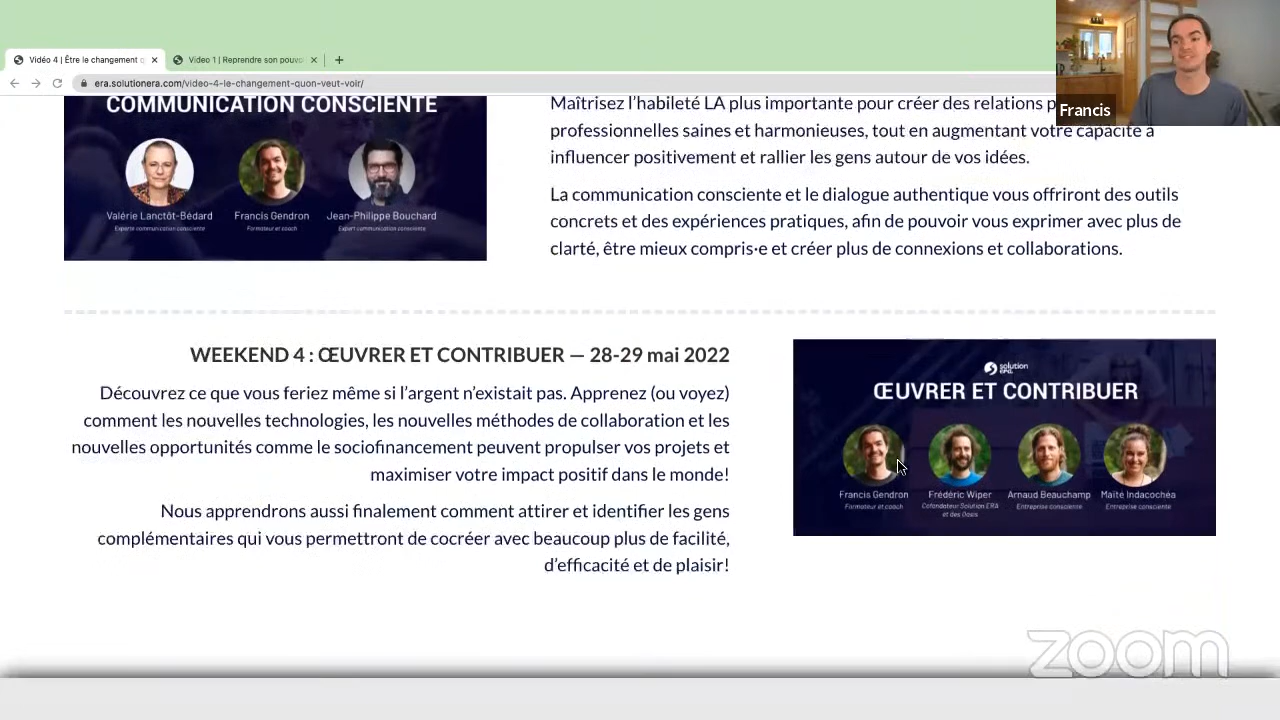 Vidéo 4 | Être le changement q
Video 1 | Reprendre son pouvo
era.solutionera.com/video-4-le-changement-quon-veut-voir/
Francis
COMMUNICATION CONSCIENTE
Valérie Lanctôt-Bédard
Francis Gendron
Jean-Philippe Bouchard
Experte communication consciente
Formateur et coach
Expert communication consciente
Maîtrisez l'habileté LA plus importante pour créer des relations p
professionnelles saines et harmonieuses, tout en augmentant votre capacité à
influencer positivement et rallier les gens autour de vos idées.
La communication consciente et le dialogue authentique vous offriront des outils
concrets et des expériences pratiques, afin de pouvoir vous exprimer avec plus de
clarté, être mieux compris·e et créer plus de connexions et collaborations.
WEEKEND 4 : ŒUVRER ET CONTRIBUER — 28-29 mai 2022
Découvrez ce que vous feriez même si l'argent n'existait pas. Apprenez (ou voyez)
comment les nouvelles technologies, les nouvelles méthodes de collaboration et les
nouvelles opportunités comme le sociofinancement peuvent propulser vos projets et
maximiser votre impact positif dans le monde!
Nous apprendrons aussi finalement comment attirer et identifier les gens
complémentaires qui vous permettront de cocréer avec beaucoup plus de facilité,
d'efficacité et de plaisir!
solution
ERA
ŒUVRER ET CONTRIBUER
Francis Gendron
Frédéric Wiper
Arnaud Beauchamp
Maïté Indacochéa
Formateur et coach
Cofondateur Solution ERA
et des Oasis
Entreprise consciente
Entreprise consciente
zoom